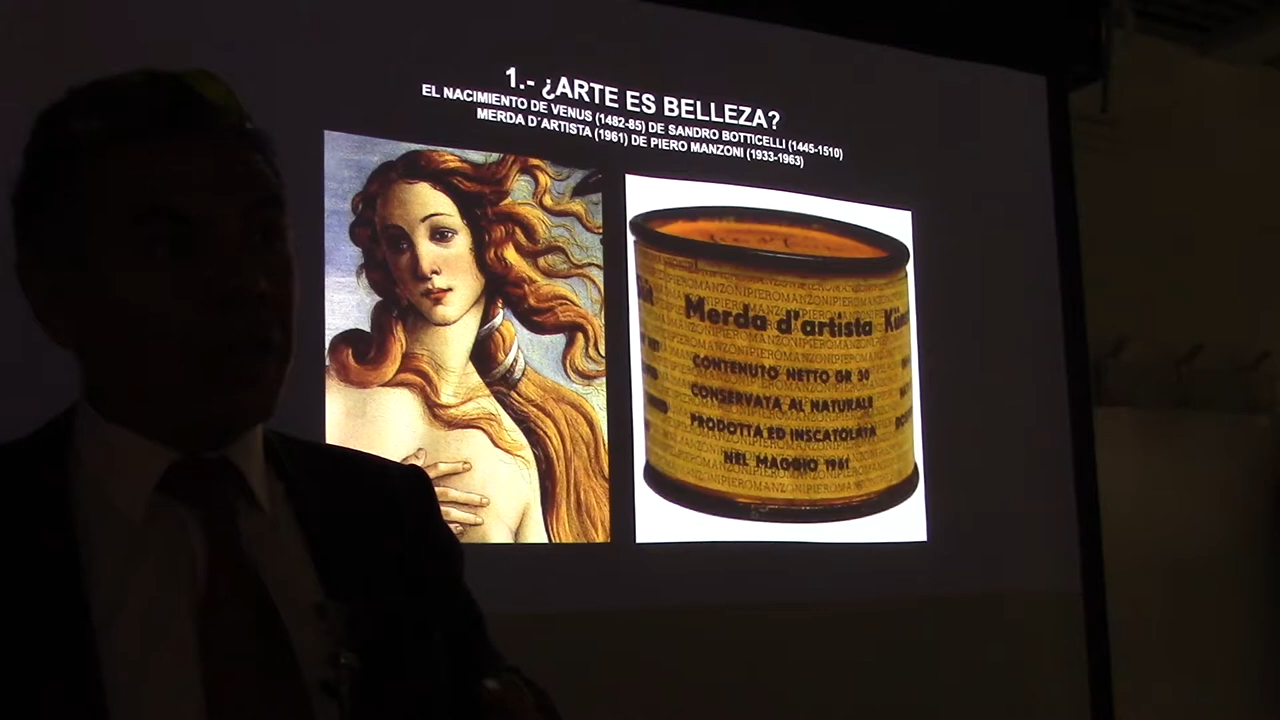 1.- ¿ARTE ES BELLEZA?
EL NACIMIENTO DE VENUS (1482-85) DE SANDRO BOTTICELLI (1445-1510)
MERDA D´ARTISTA (1961) DE PIERO MANZONI (1933-1963)
PIEROMANZONIPIEROMANZONI
Merda d'artista
CONTENUTO NETTO GR 30
CONSERVATA AL NATURALE
PRODOTTA ED INSCATOLATA
NEL MAGGIO 1961